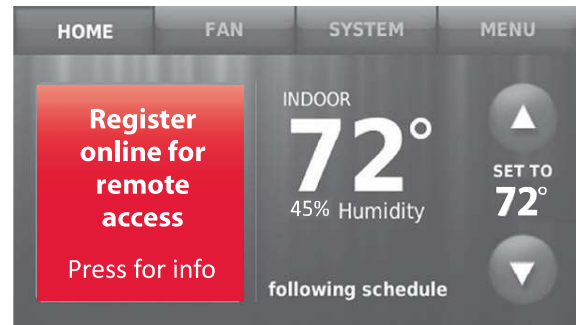 HOME FAN SYSTEM MENU
Register
online for
remote
access
Press for info
INDOOR
72°
45% Humidity
following schedule
SET TO
72°